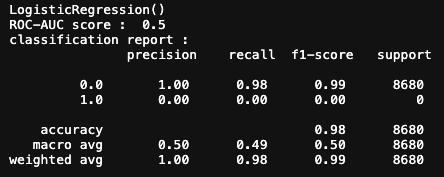 LogisticRegression()
ROC-AUC score :  0.5
classification report :
precision recall f1-score support
0.0 1.00 0.98 0.99 8680
1.0 0.00 0.00 0.00 0
accuracy 0.98 8680
macro avg 0.50 0.49 0.50 8680
weighted avg 1.00 0.98 0.99 8680